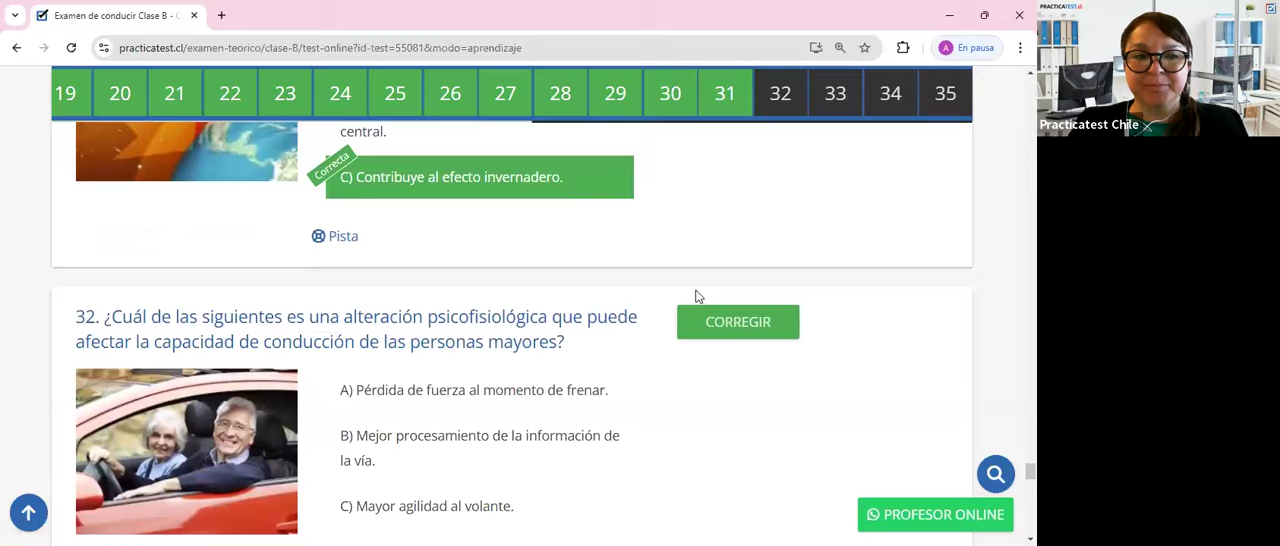 Examen de conducir Clase B - C
practicatest.cl/examen-teorico/clase-B/test-online?id-test=55081&modo=aprendizaje
A En pausa
PRACTICATEST.cl
19 20 21 22 23 24 25 26 27 28 29 30 31 32 33 34 35
Practicatest Chile
central.
Correcta
C) Contribuye al efecto invernadero.
Pista
32. ¿Cuál de las siguientes es una alteración psicofisiológica que puede
afectar la capacidad de conducción de las personas mayores?
CORREGIR
A) Pérdida de fuerza al momento de frenar.
B) Mejor procesamiento de la información de
la vía.
C) Mayor agilidad al volante.
PROFESOR ONLINE